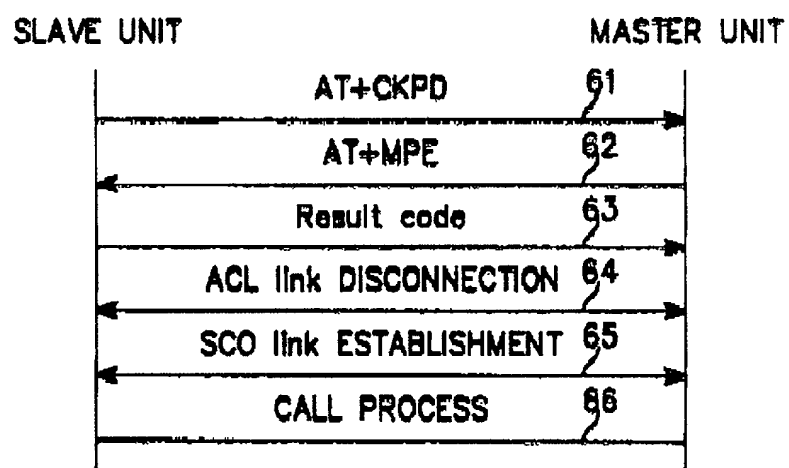 SLAVE UNIT MASTER UNIT
AT+CKPD 61
AT+MPE 62
Result code 63
ACL link DISCONNECTION 64
SCO link ESTABLISHMENT 65
CALL PROCESS 66